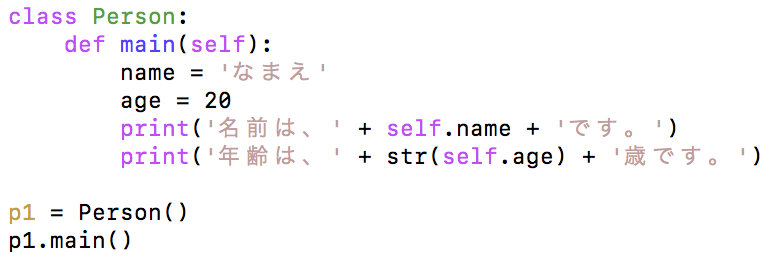 class Person:
    def main(self):
        name = 'なまえ'
        age = 20
        print('名前は、' + self.name + 'です。')
        print('年齢は、' + str(self.age) + '歳です。')

p1 = Person()
p1.main()